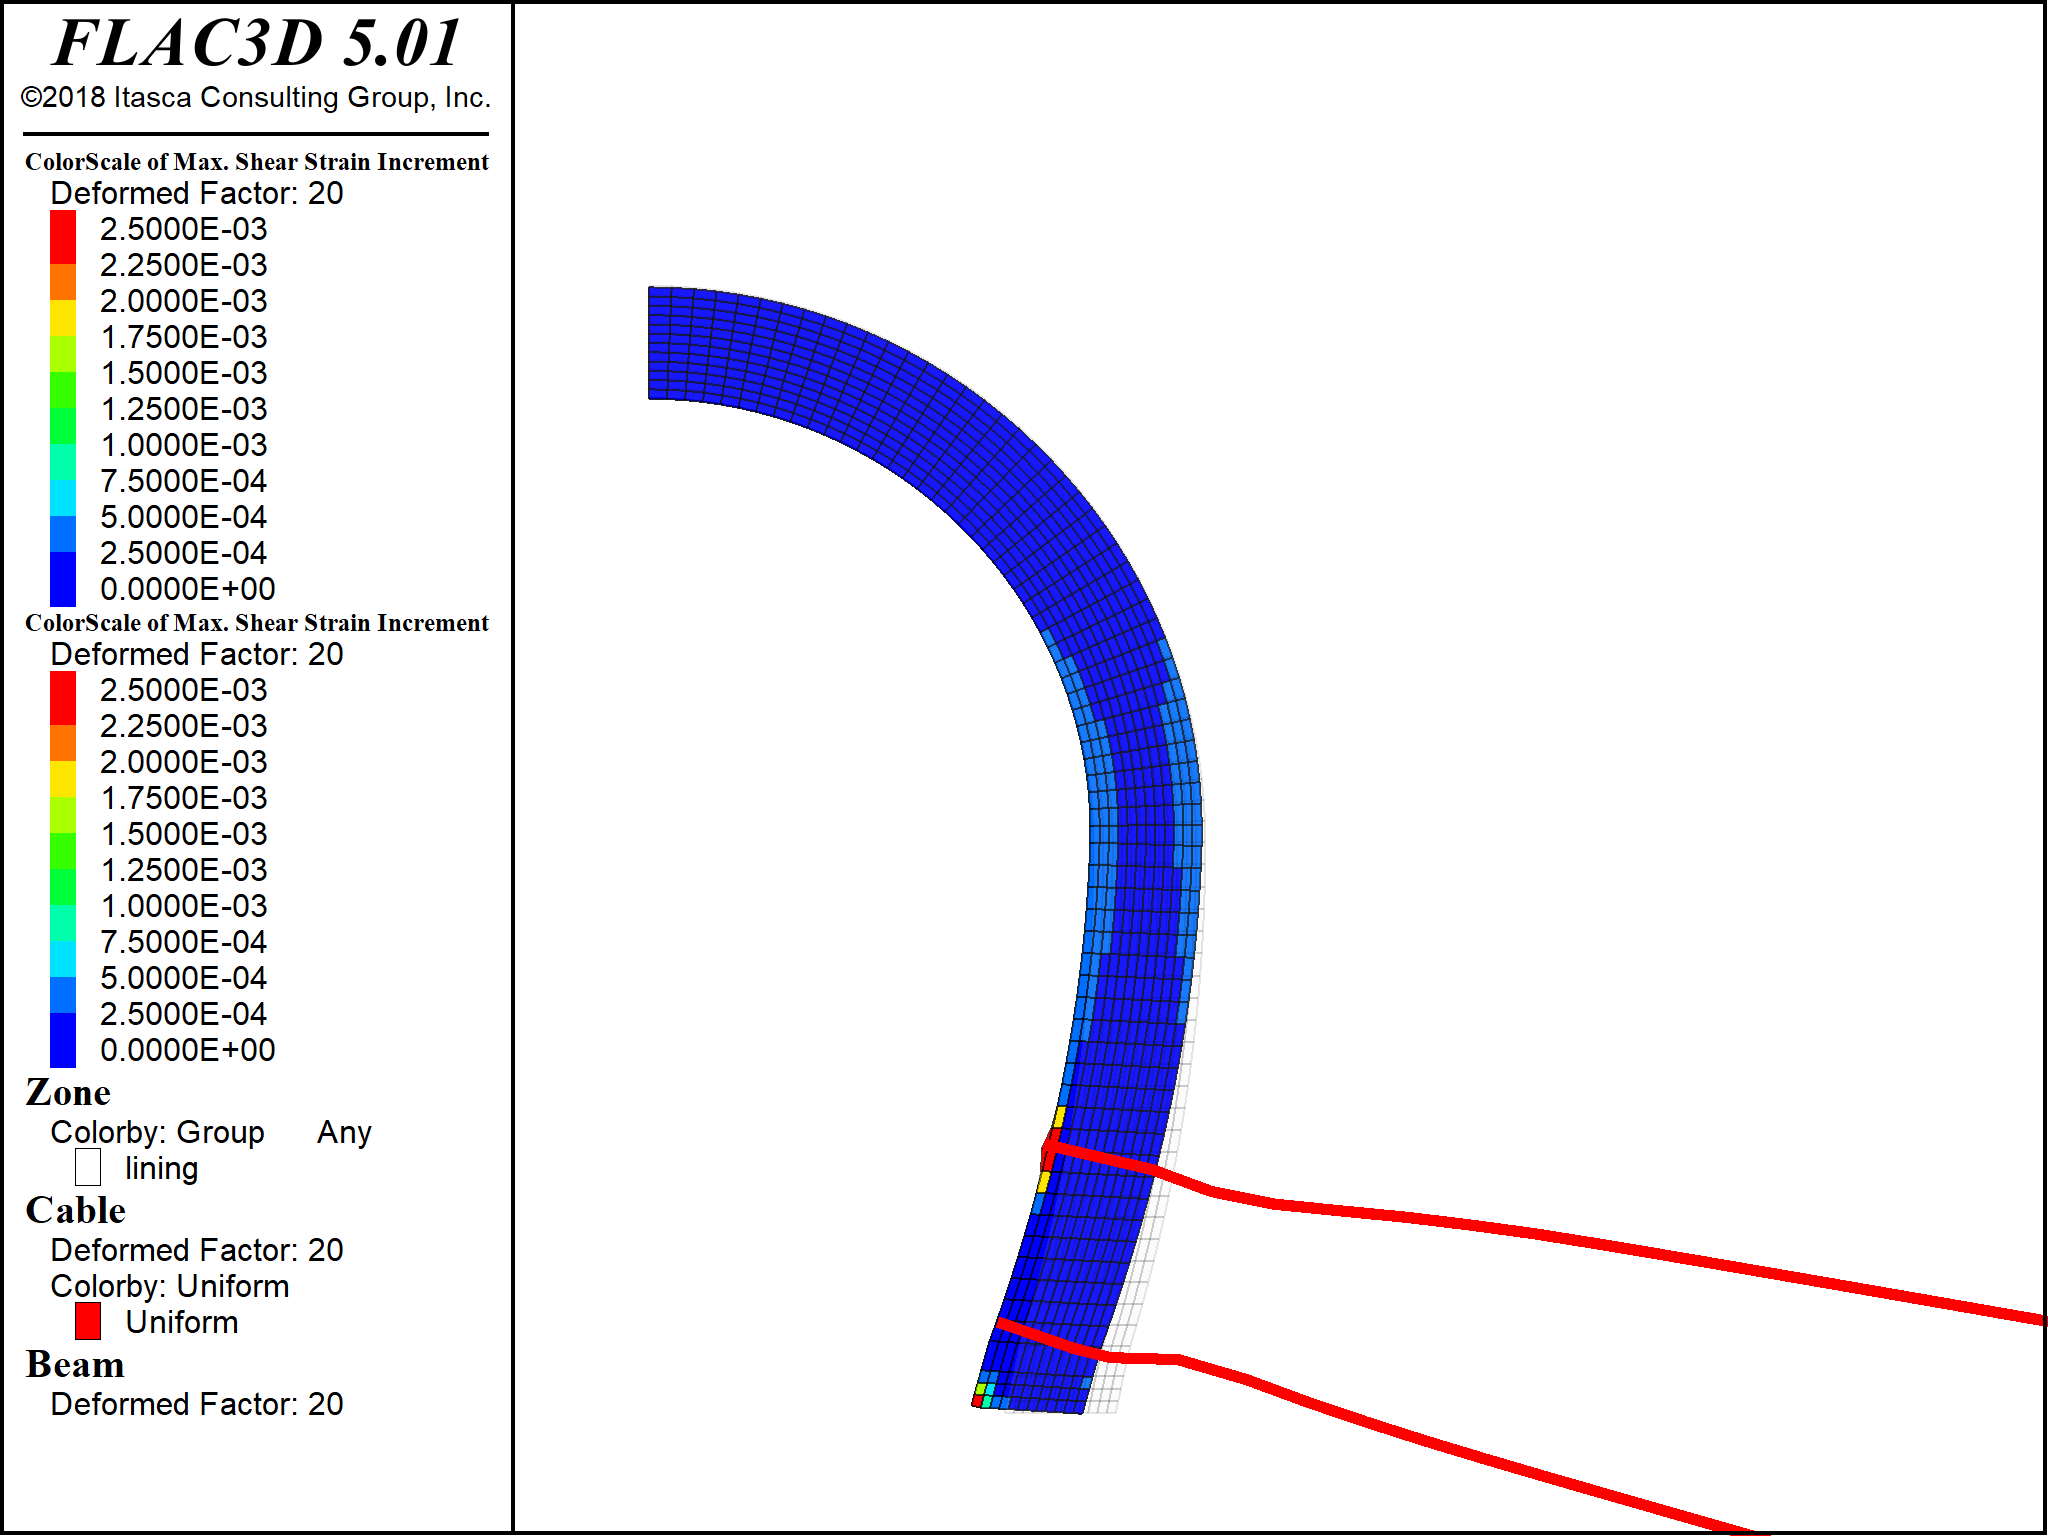 FLAC3D 5.01
©2018 Itasca Consulting Group, Inc.
ColorScale of Max. Shear Strain Increment
Deformed Factor: 20
2.5000E-03
2.2500E-03
2.0000E-03
1.7500E-03
1.5000E-03
1.2500E-03
1.0000E-03
7.5000E-04
5.0000E-04
2.5000E-04
0.0000E+00
ColorScale of Max. Shear Strain Increment
Deformed Factor: 20
2.5000E-03
2.2500E-03
2.0000E-03
1.7500E-03
1.5000E-03
1.2500E-03
1.0000E-03
7.5000E-04
5.0000E-04
2.5000E-04
0.0000E+00
Zone
Colorby: Group Any
lining
Cable
Deformed Factor: 20
Colorby: Uniform
Uniform
Beam
Deformed Factor: 20